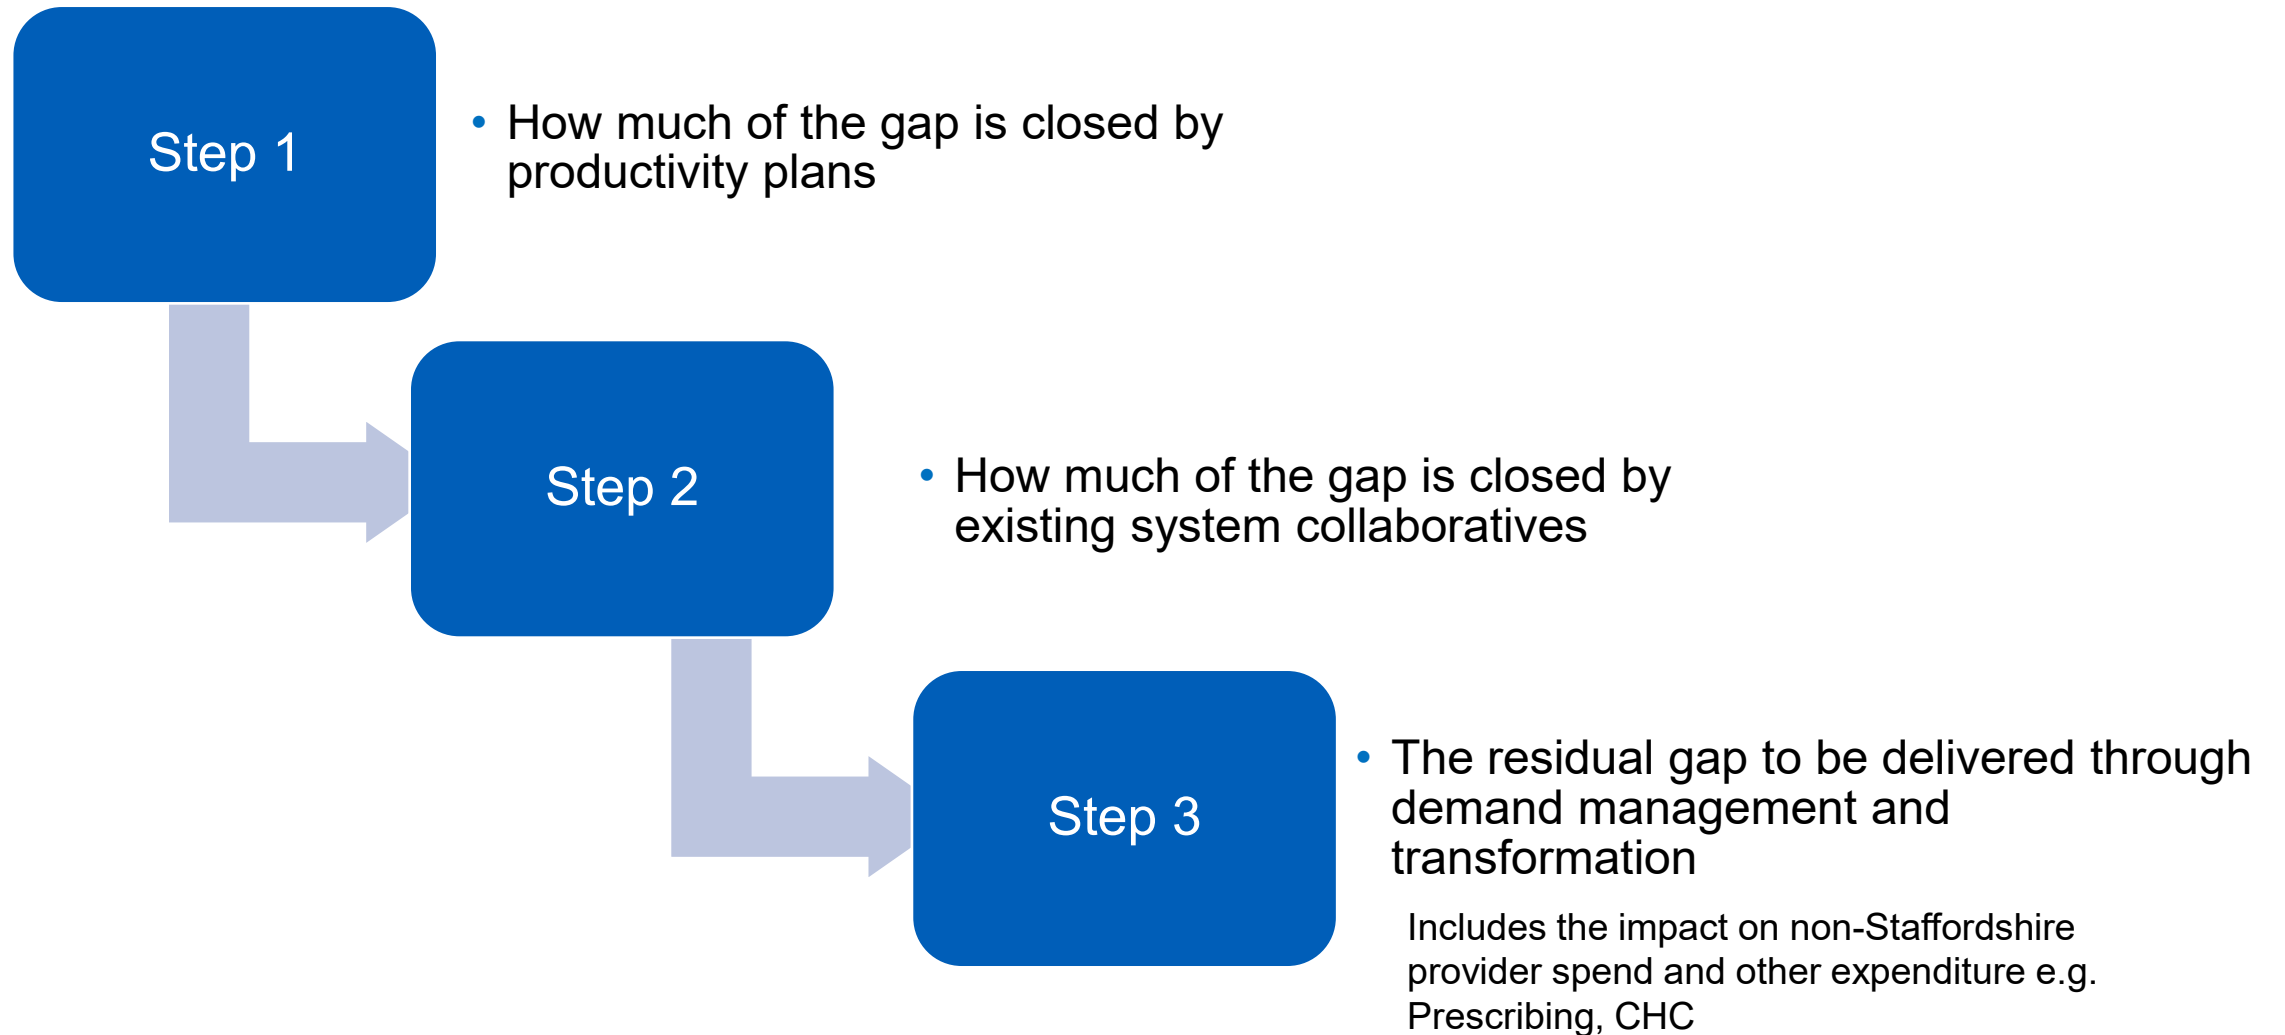 Step 1
• How much of the gap is closed by
productivity plans
Step 2
• How much of the gap is closed by
existing system collaboratives
Step 3
• The residual gap to be delivered through
demand management and
transformation
Includes the impact on non-Staffordshire
provider spend and other expenditure e.g.
Prescribing, CHC